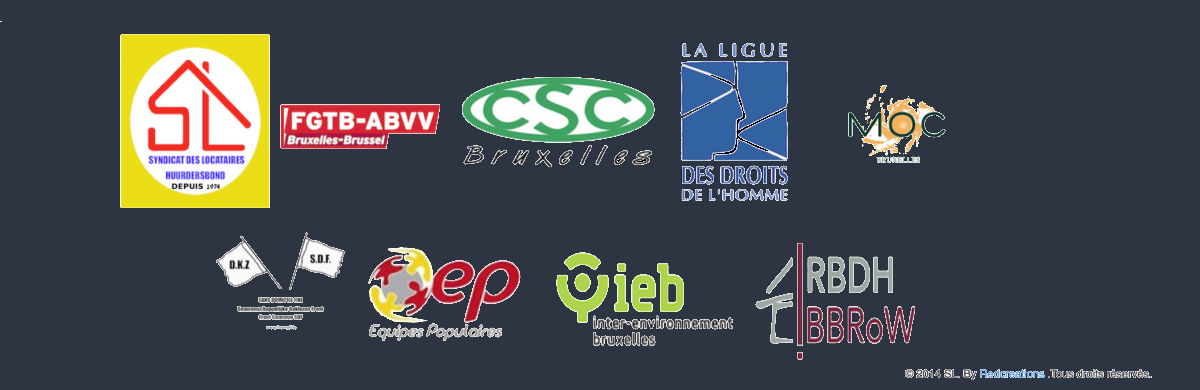 SL
SYNDICAT DES LOCATAIRES
HUURDERSBOND
DEPUIS 1974
FGTB-ABVV
Bruxelles-Brussel
CSC
Bruxelles
LA LIGUE
DES DROITS
DE L'HOMME
MOC
BRUXELLES
D.K.Z
S.D.F.
ep
Equipes Populaires
ieb
inter-environnement
bruxelles
RBDH
BBRoW
© 2014 SL. By Redcreations .Tous droits réservés.